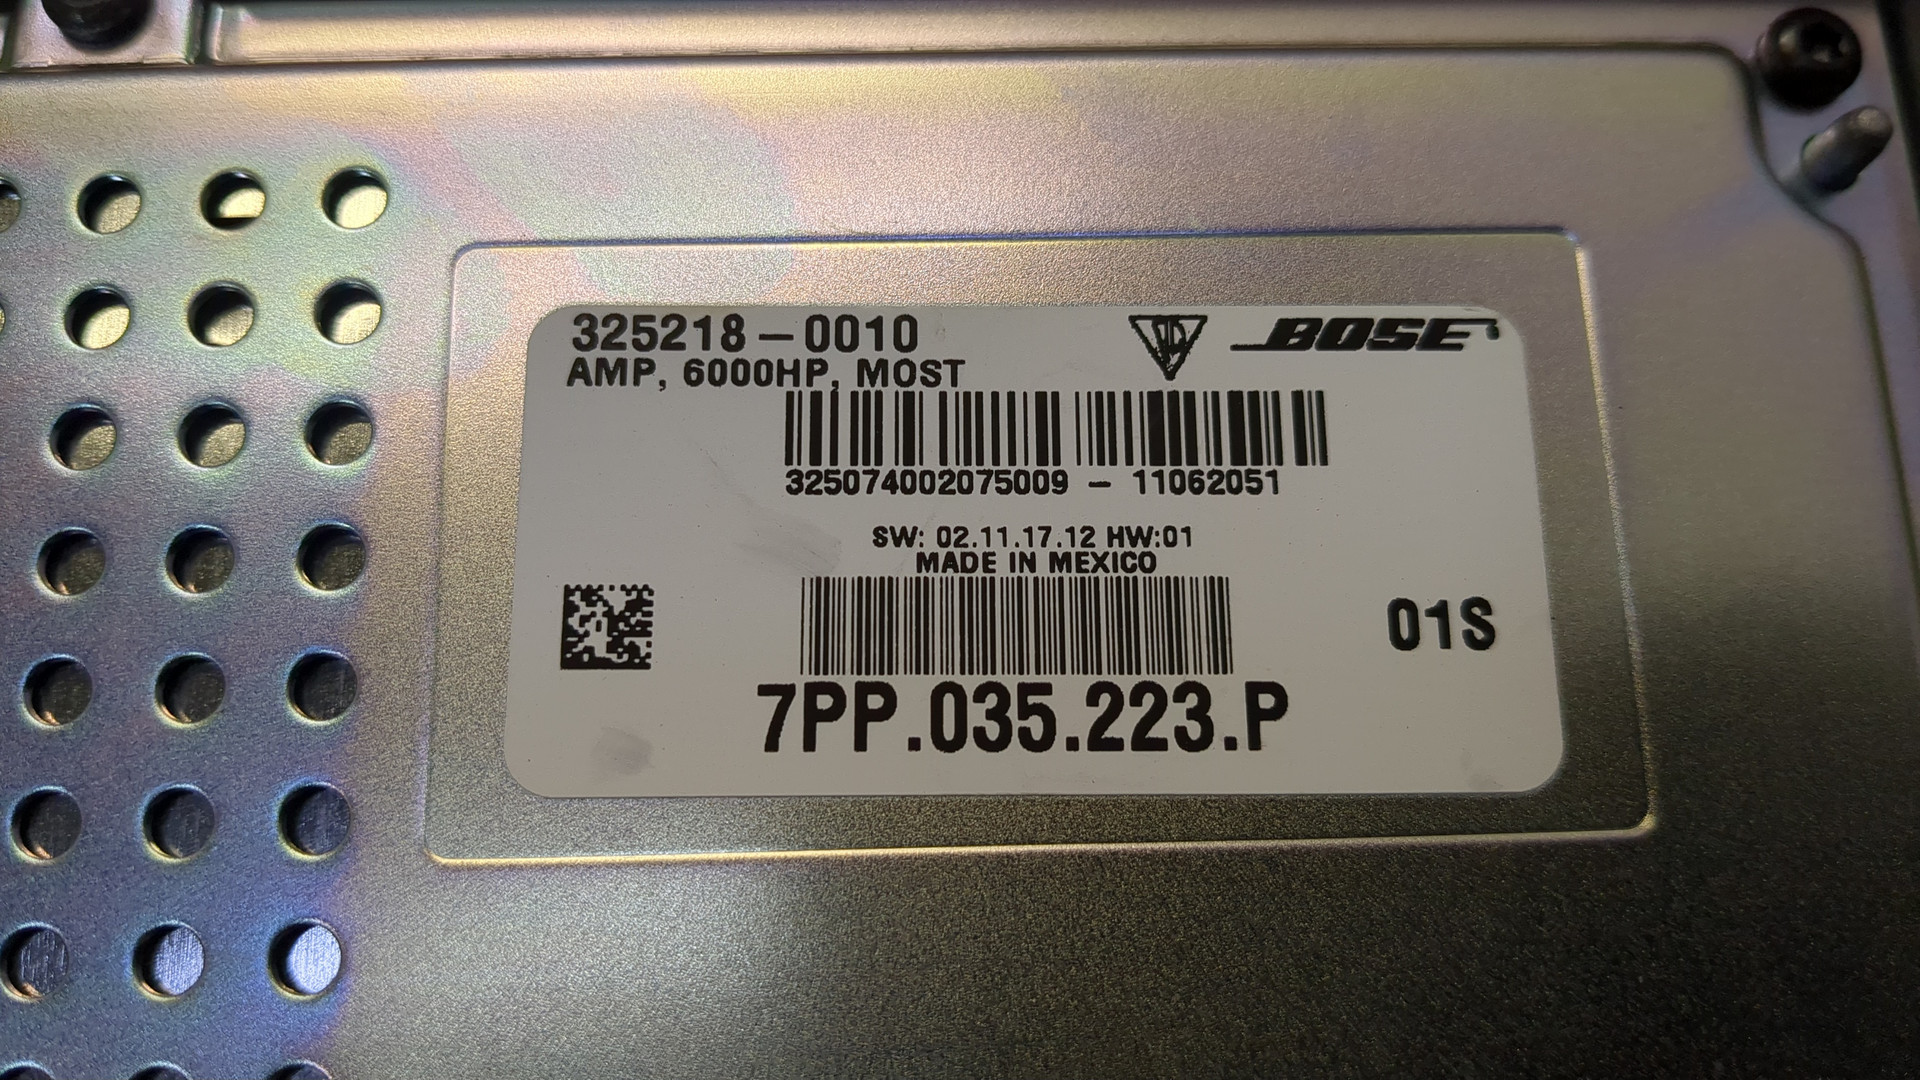 325218-0010
BOSE
AMP, 6000HP, MOST
325074002075009 - 11062051
SW: 02.11.17.12 HW:01
MADE IN MEXICO
01S
7PP.035.223.P